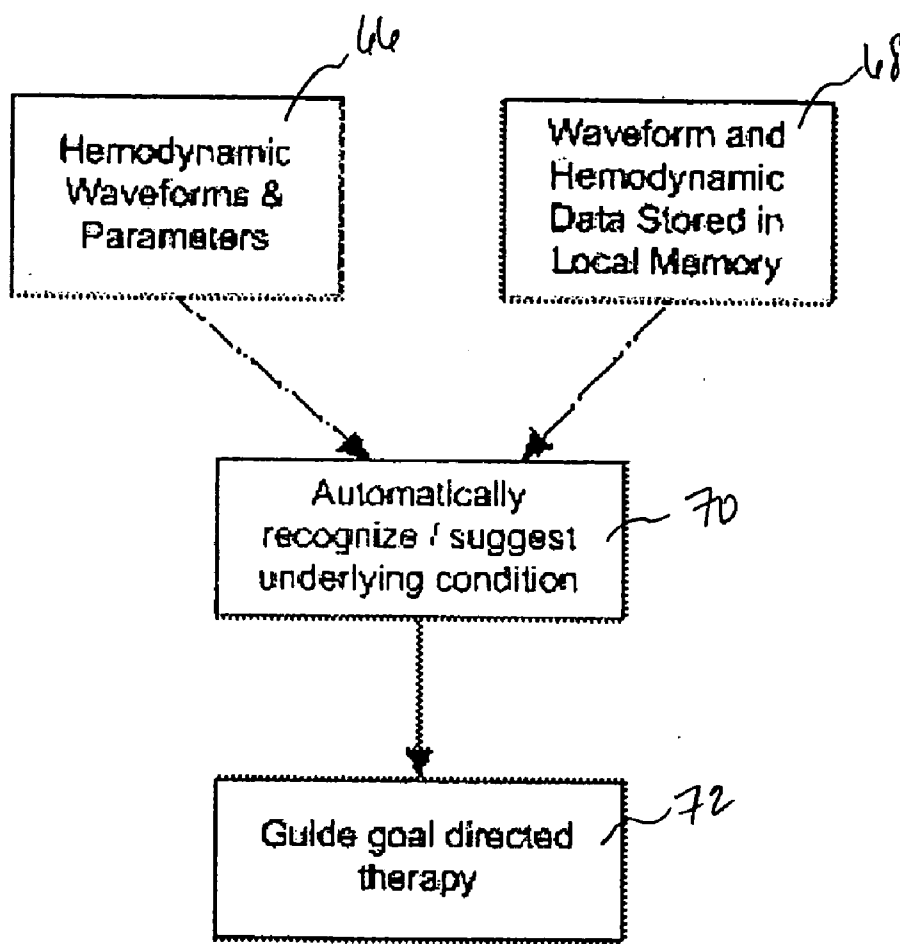 66
68
Hemodynamic
Waveforms &
Parameters
Waveform and
Hemodynamic
Data Stored in
Local Memory
Automatically
recognize / suggest
underlying condition
70
Guide goal directed
therapy
72